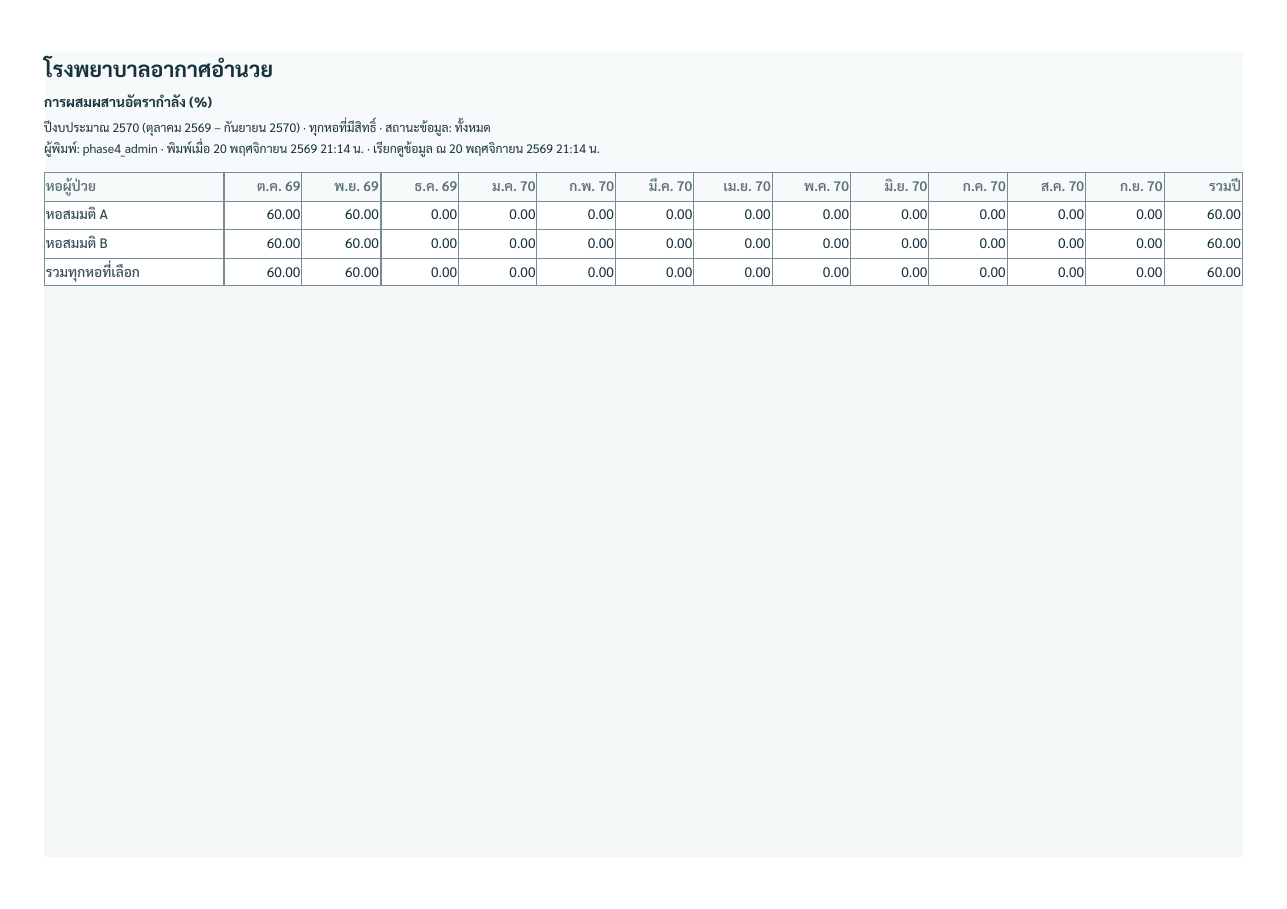 โรงพยาบาลอากาศอำนวย
การผสมผสานอัตรากำลัง (%)
ปีงบประมาณ 2570 (ตุลาคม 2569 – กันยายน 2570) · ทุกหอที่มีสิทธิ์ · สถานะข้อมูล: ทั้งหมด
ผู้พิมพ์: phase4_admin · พิมพ์เมื่อ 20 พฤศจิกายน 2569 21:14 น. · เรียกดูข้อมูล ณ 20 พฤศจิกายน 2569 21:14 น.
หอผู้ป่วย ต.ค. 69 พ.ย. 69 ธ.ค. 69 ม.ค. 70 ก.พ. 70 มี.ค. 70 เม.ย. 70 พ.ค. 70 มิ.ย. 70 ก.ค. 70 ส.ค. 70 ก.ย. 70 รวมปี
หอสมมติ A 60.00 60.00 0.00 0.00 0.00 0.00 0.00 0.00 0.00 0.00 0.00 0.00 60.00
หอสมมติ B 60.00 60.00 0.00 0.00 0.00 0.00 0.00 0.00 0.00 0.00 0.00 0.00 60.00
รวมทุกหอที่เลือก 60.00 60.00 0.00 0.00 0.00 0.00 0.00 0.00 0.00 0.00 0.00 0.00 60.00